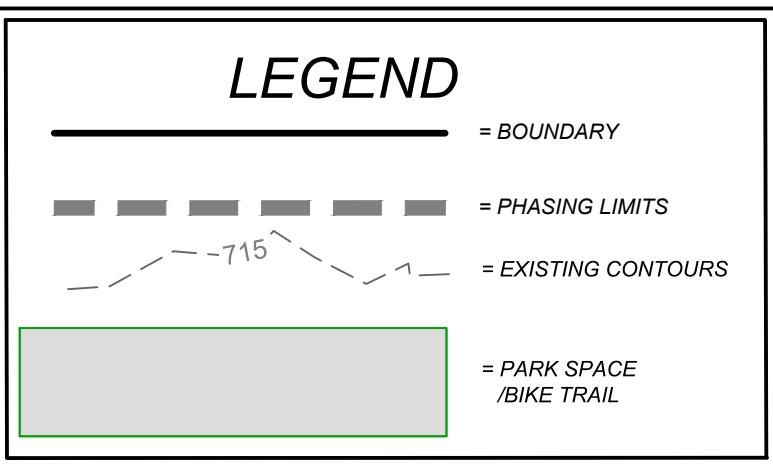 LEGEND
= BOUNDARY
= PHASING LIMITS
715
= EXISTING CONTOURS
= PARK SPACE
/BIKE TRAIL